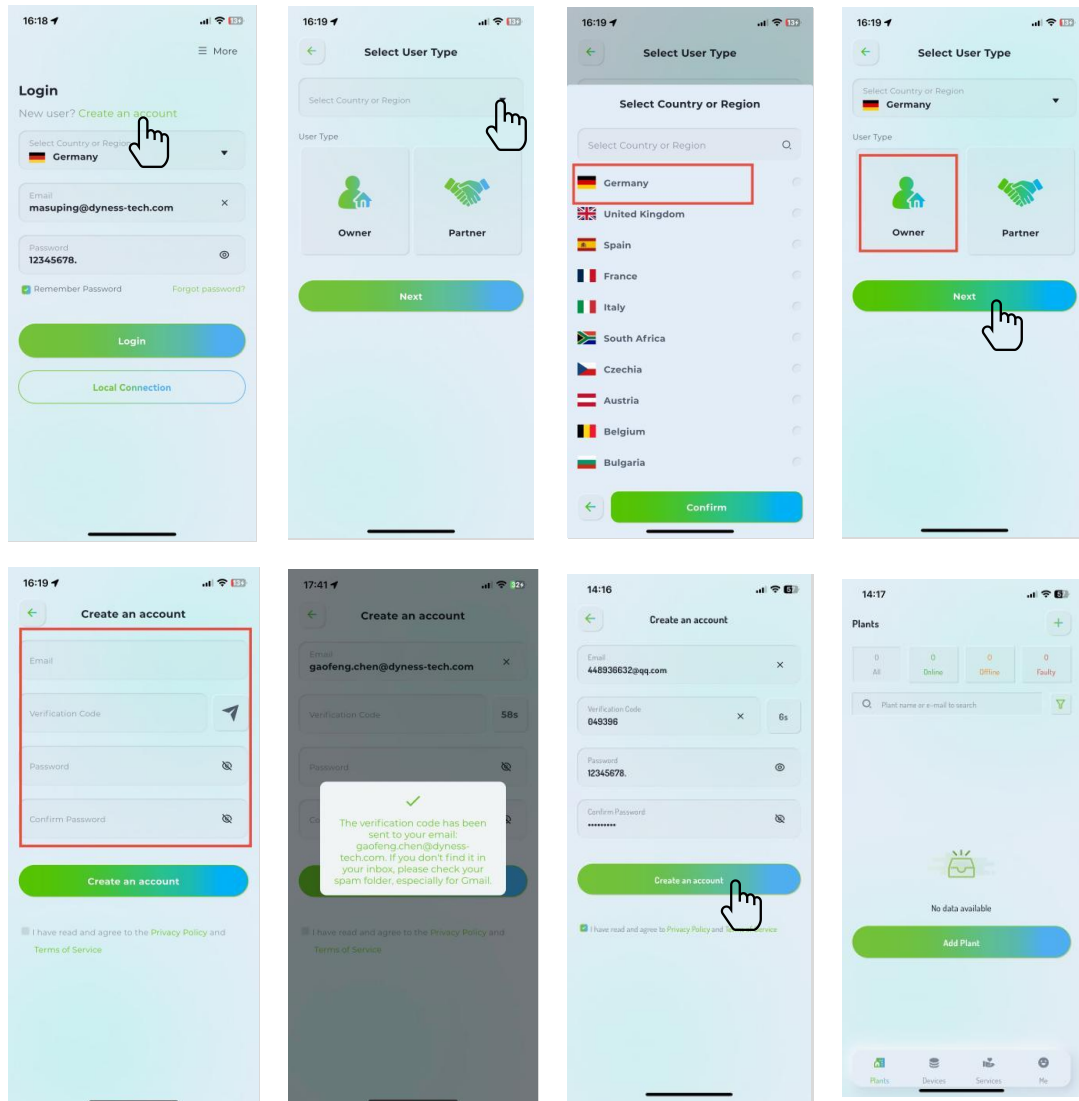 16:18
More
Login
New user? Create an account
Select Country or Region
Germany
Email
masuping@dyness-tech.com
Password
12345678.
Remember Password
Forgot password?
Login
Local Connection
16:19
Select User Type
Select Country or Region
User Type
Owner
Partner
Next
16:19
Select User Type
Select Country or Region
Select Country or Region
Germany
United Kingdom
Spain
France
Italy
South Africa
Czechia
Austria
Belgium
Bulgaria
Confirm
16:19
Select User Type
Select Country or Region
Germany
User Type
Owner
Partner
Next
16:19
Create an account
Email
Verification Code
Password
Confirm Password
Create an account
I have read and agree to the Privacy Policy and
Terms of Service
17:41
Create an account
Email
gaofeng.chen@dyness-tech.com
Verification Code
58s
Password
The verification code has been
sent to your email:
gaofeng.chen@dyness-
tech.com. If you don't find it in
your inbox, please check your
spam folder, especially for Gmail.
I have read and agree to the Privacy Policy and
Terms of Service
14:16
Create an account
Email
448936632@qq.com
Verification Code
049396
6s
Password
12345678.
Confirm Password
Create an account
I have read and agree to Privacy Policy and Terms of Service
14:17
Plants
0
All
0
Online
0
Offline
0
Faulty
Plant name or e-mail to search
No data available
Add Plant
Plants
Devices
Services
Me